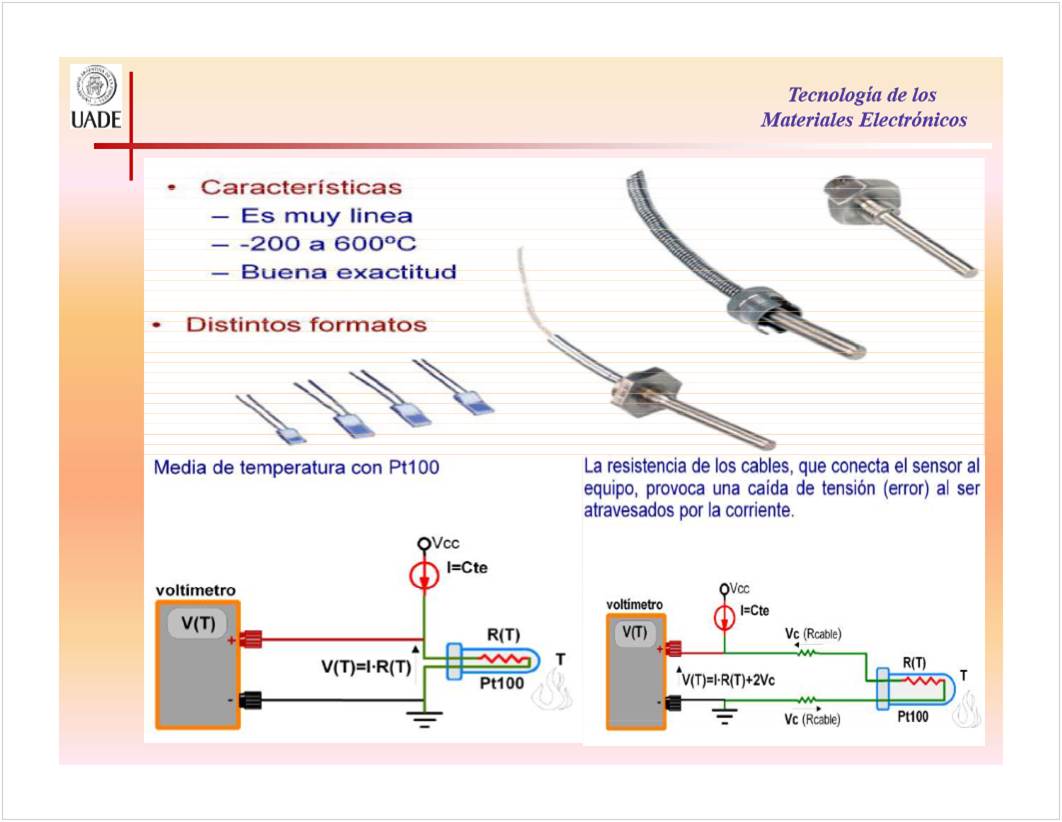 UADE
Tecnología de los
Materiales Electrónicos
• Características
– Es muy linea
– -200 a 600ºC
– Buena exactitud
• Distintos formatos
Media de temperatura con Pt100
Vcc
I=Cte
voltímetro
V(T)
+
R(T)
V(T)=I·R(T)
T
Pt100
-
La resistencia de los cables, que conecta el sensor al
equipo, provoca una caída de tensión (error) al ser
atravesados por la corriente.
Vcc
voltímetro
I=Cte
V(T)
Vc (Rcable)
+
R(T)
T
V(T)=I·R(T)+2Vc
-
Vc (Rcable)
Pt100